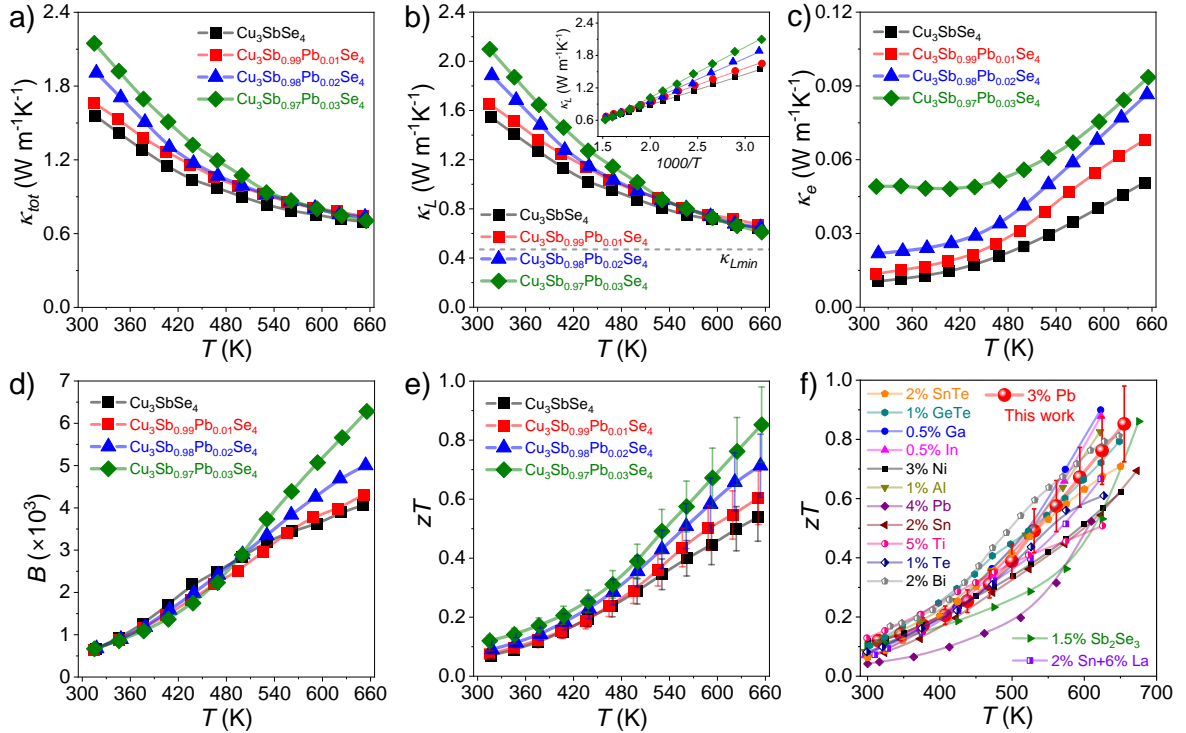 a)
κtot (W m⁻¹K⁻¹)
2.4
1.8
1.2
0.6
0.0
Cu₃SbSe₄
Cu₃Sb₀.₉₉Pb₀.₀₁Se₄
Cu₃Sb₀.₉₈Pb₀.₀₂Se₄
Cu₃Sb₀.₉₇Pb₀.₀₃Se₄
300 360 420 480 540 600 660
T (K)
b)
κL (W m⁻¹K⁻¹)
2.4
2.0
1.6
1.2
0.8
0.4
0.0
κL (W m⁻¹K⁻¹)
2.4
1.8
1.2
0.6
1.5 2.0 2.5 3.0
1000/T
Cu₃SbSe₄
Cu₃Sb₀.₉₉Pb₀.₀₁Se₄
Cu₃Sb₀.₉₈Pb₀.₀₂Se₄
Cu₃Sb₀.₉₇Pb₀.₀₃Se₄
κLmin
300 360 420 480 540 600 660
T (K)
c)
κe (W m⁻¹K⁻¹)
0.12
0.09
0.06
0.03
0.00
Cu₃SbSe₄
Cu₃Sb₀.₉₉Pb₀.₀₁Se₄
Cu₃Sb₀.₉₈Pb₀.₀₂Se₄
Cu₃Sb₀.₉₇Pb₀.₀₃Se₄
300 360 420 480 540 600 660
T (K)
d)
B (×10³)
7
6
5
4
3
2
1
0
Cu₃SbSe₄
Cu₃Sb₀.₉₉Pb₀.₀₁Se₄
Cu₃Sb₀.₉₈Pb₀.₀₂Se₄
Cu₃Sb₀.₉₇Pb₀.₀₃Se₄
300 360 420 480 540 600 660
T (K)
e)
zT
1.0
0.8
0.6
0.4
0.2
0.0
Cu₃SbSe₄
Cu₃Sb₀.₉₉Pb₀.₀₁Se₄
Cu₃Sb₀.₉₈Pb₀.₀₂Se₄
Cu₃Sb₀.₉₇Pb₀.₀₃Se₄
300 360 420 480 540 600 660
T (K)
f)
zT
1.0
0.8
0.6
0.4
0.2
0.0
2% SnTe
1% GeTe
0.5% Ga
0.5% In
3% Ni
1% Al
4% Pb
2% Sn
5% Ti
1% Te
2% Bi
3% Pb
This work
1.5% Sb₂Se₃
2% Sn+6% La
300 400 500 600 700
T (K)